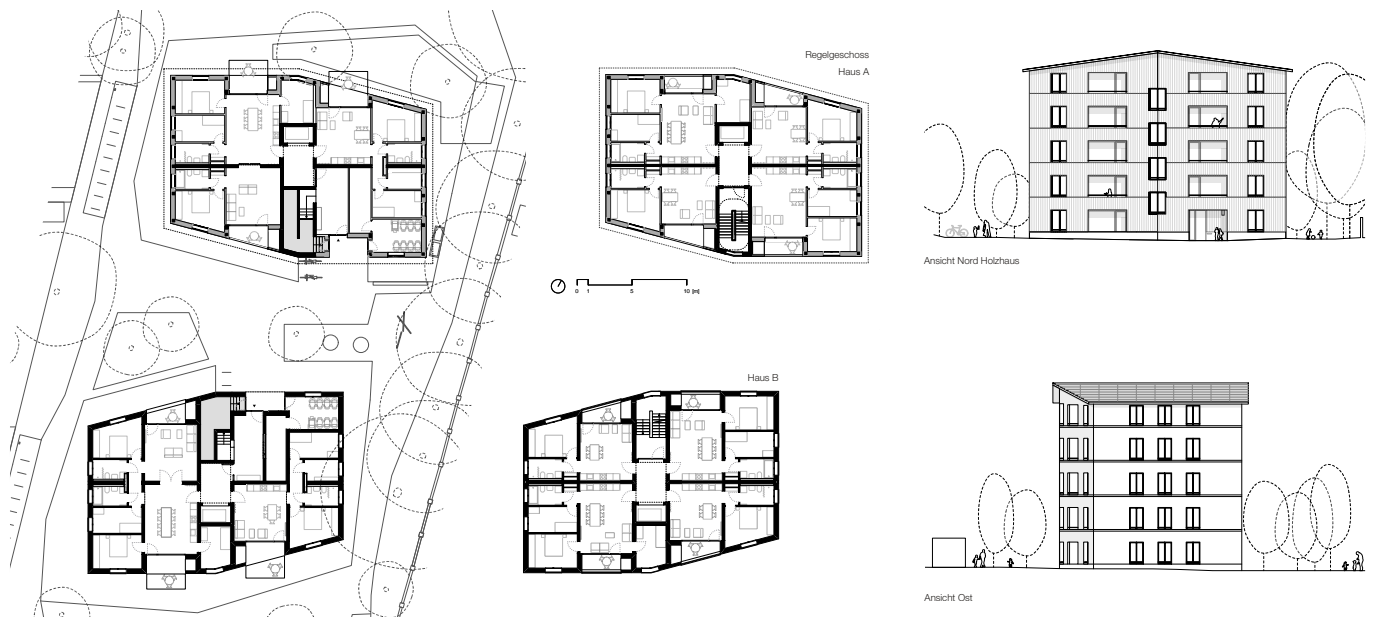 Regelgeschoss
Haus A
Ansicht Nord Holzhaus
0 1 5 10 [m]
Haus B
Ansicht Ost